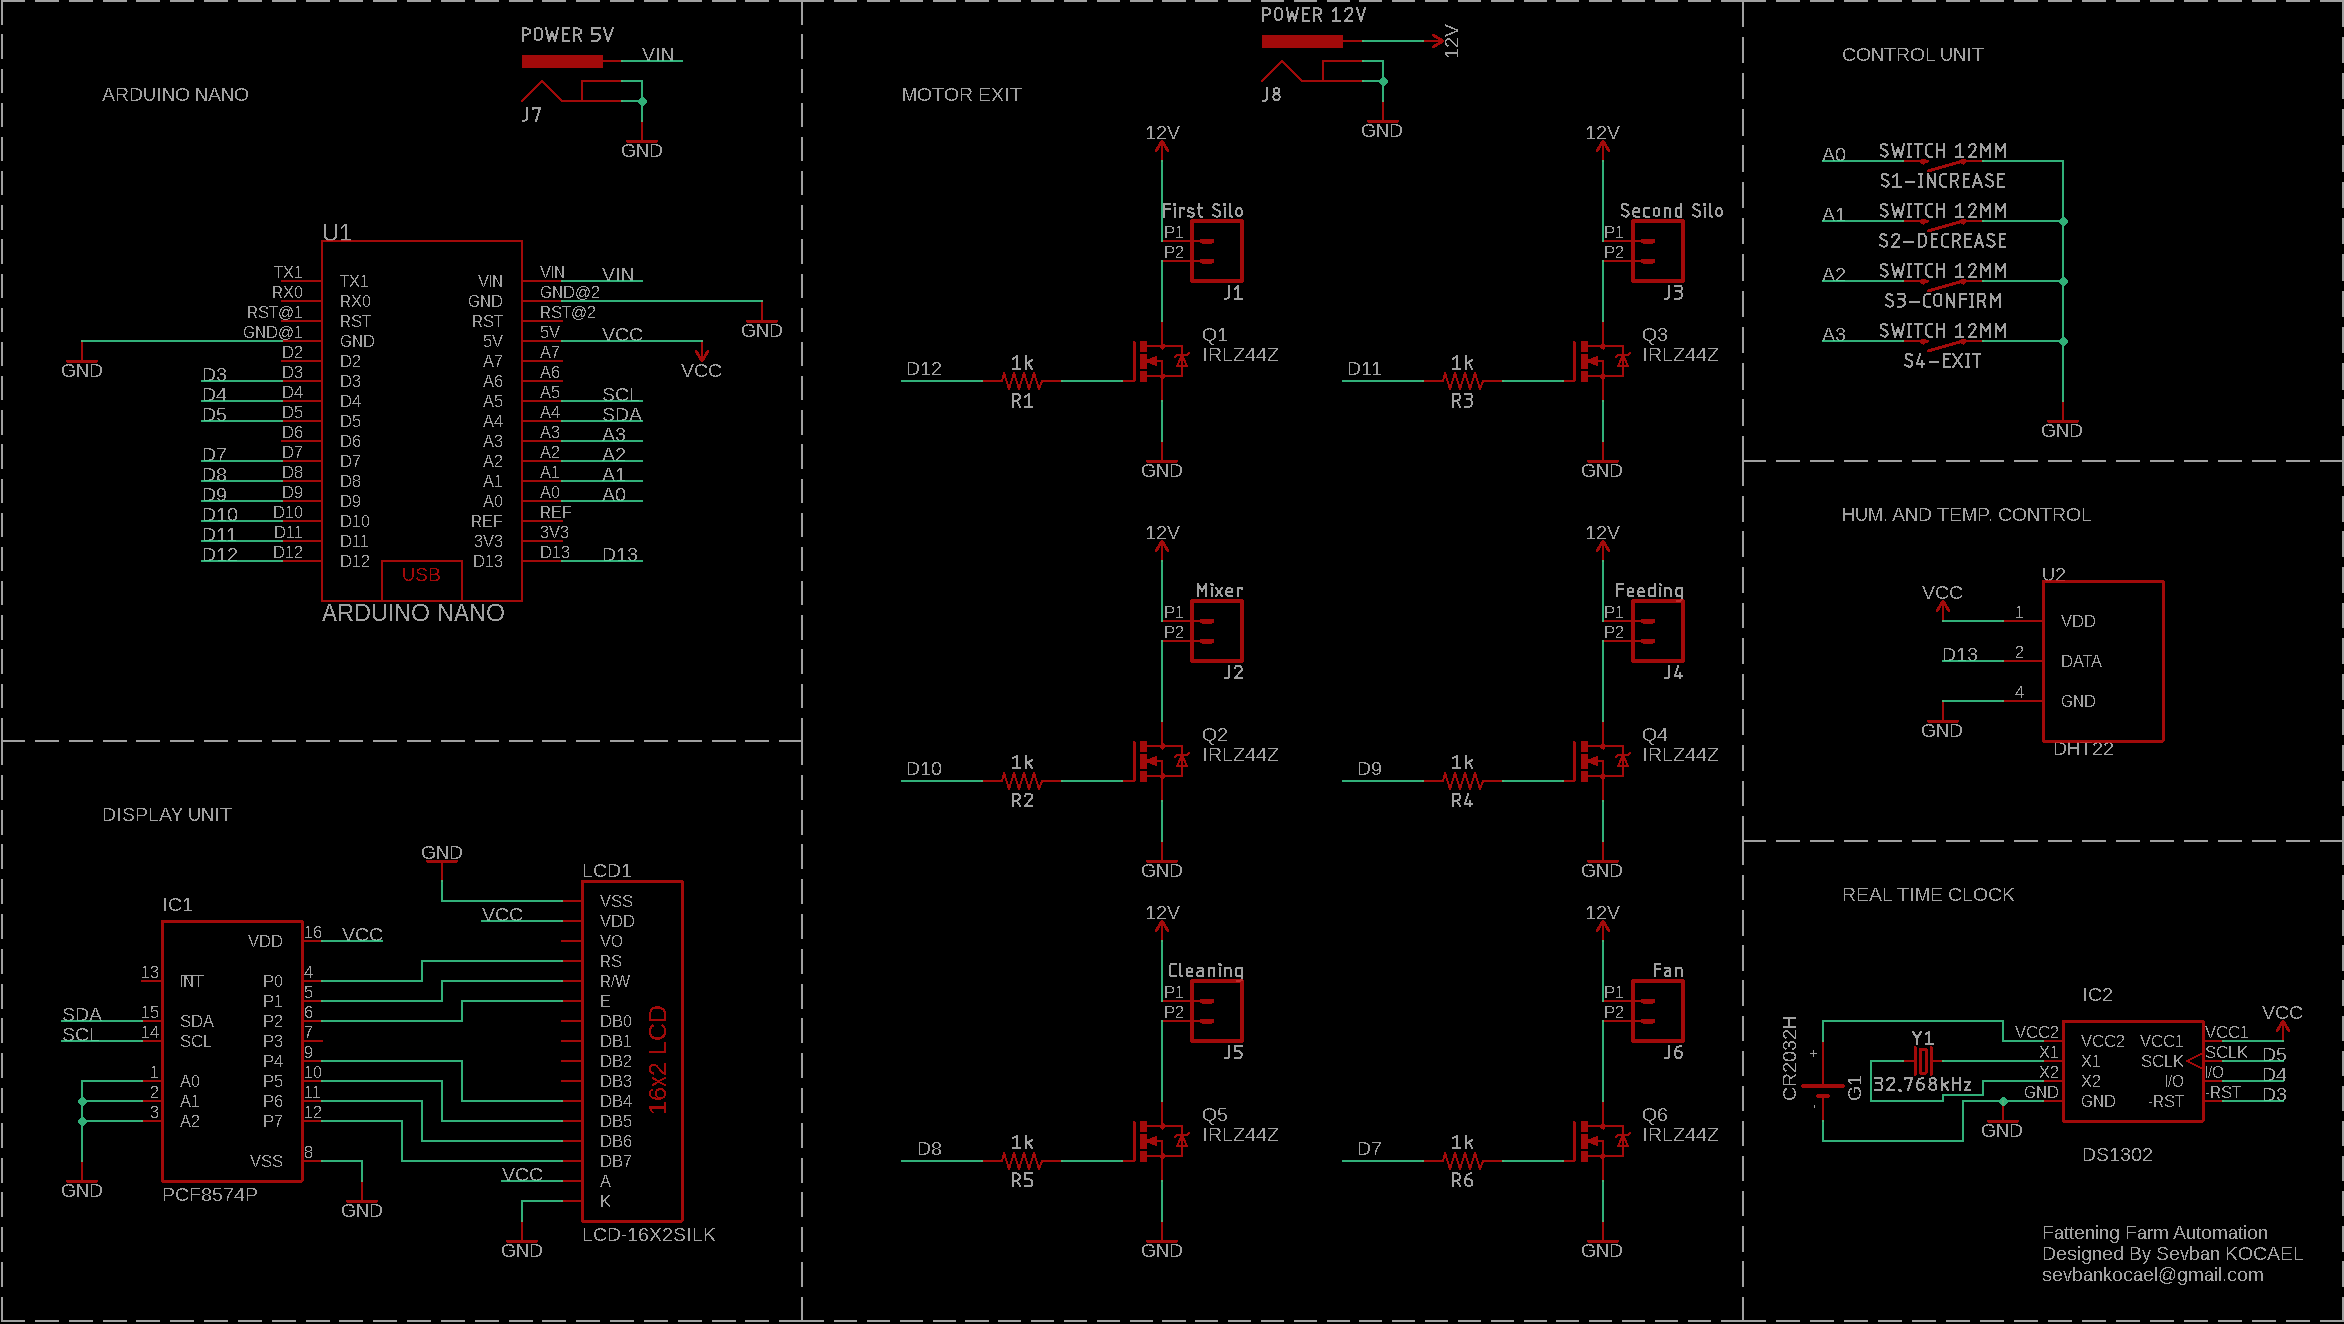 POWER 5V
VIN
J7
GND
ARDUINO NANO
U1
TX1
RX0
RST@1
GND@1
D2
D3
D4
D5
D6
D7
D8
D9
D10
D11
D12
GND
D3
D4
D5
D7
D8
D9
D10
D11
D12
TX1
RX0
RST
GND
D2
D3
D4
D5
D6
D7
D8
D9
D10
D11
D12
VIN
GND
RST
5V
A7
A6
A5
A4
A3
A2
A1
A0
REF
3V3
D13
VIN
GND@2
RST@2
5V
A7
A6
A5
A4
A3
A2
A1
A0
REF
3V3
D13
VIN
GND
VCC
VCC
SCL
SDA
A3
A2
A1
A0
D13
USB
ARDUINO NANO
DISPLAY UNIT
IC1
VDD
16
VCC
13
INT
P0
4
P1
5
SDA
15
SDA
P2
6
SCL
14
SCL
P3
7
P4
9
1
A0
P5
10
2
A1
P6
11
3
A2
P7
12
VSS
8
GND
GND
PCF8574P
GND
LCD1
VSS
VCC
VDD
VO
RS
R/W
E
DB0
DB1
DB2
DB3
DB4
DB5
DB6
DB7
VCC
A
K
16x2 LCD
GND
LCD-16X2SILK
MOTOR EXIT
POWER 12V
12V
J8
GND
12V
First Silo
P1
P2
J1
Q1
IRLZ44Z
D12
1k
R1
GND
12V
Second Silo
P1
P2
J3
Q3
IRLZ44Z
D11
1k
R3
GND
12V
Mixer
P1
P2
J2
Q2
IRLZ44Z
D10
1k
R2
GND
12V
Feeding
P1
P2
J4
Q4
IRLZ44Z
D9
1k
R4
GND
12V
Cleaning
P1
P2
J5
Q5
IRLZ44Z
D8
1k
R5
GND
12V
Fan
P1
P2
J6
Q6
IRLZ44Z
D7
1k
R6
GND
CONTROL UNIT
A0
SWITCH 12MM
S1-INCREASE
A1
SWITCH 12MM
S2-DECREASE
A2
SWITCH 12MM
S3-CONFIRM
A3
SWITCH 12MM
S4-EXIT
GND
HUM. AND TEMP. CONTROL
U2
VCC
1
VDD
D13
2
DATA
4
GND
GND
DHT22
REAL TIME CLOCK
IC2
CR2032H
+
-
G1
Y1
32.768kHz
VCC2
X1
X2
GND
GND
VCC2
X1
X2
GND
VCC1
SCLK
I/O
-RST
VCC1
SCLK
I/O
-RST
VCC
D5
D4
D3
DS1302
Fattening Farm Automation
Designed By Sevban KOCAEL
sevbankocael@gmail.com